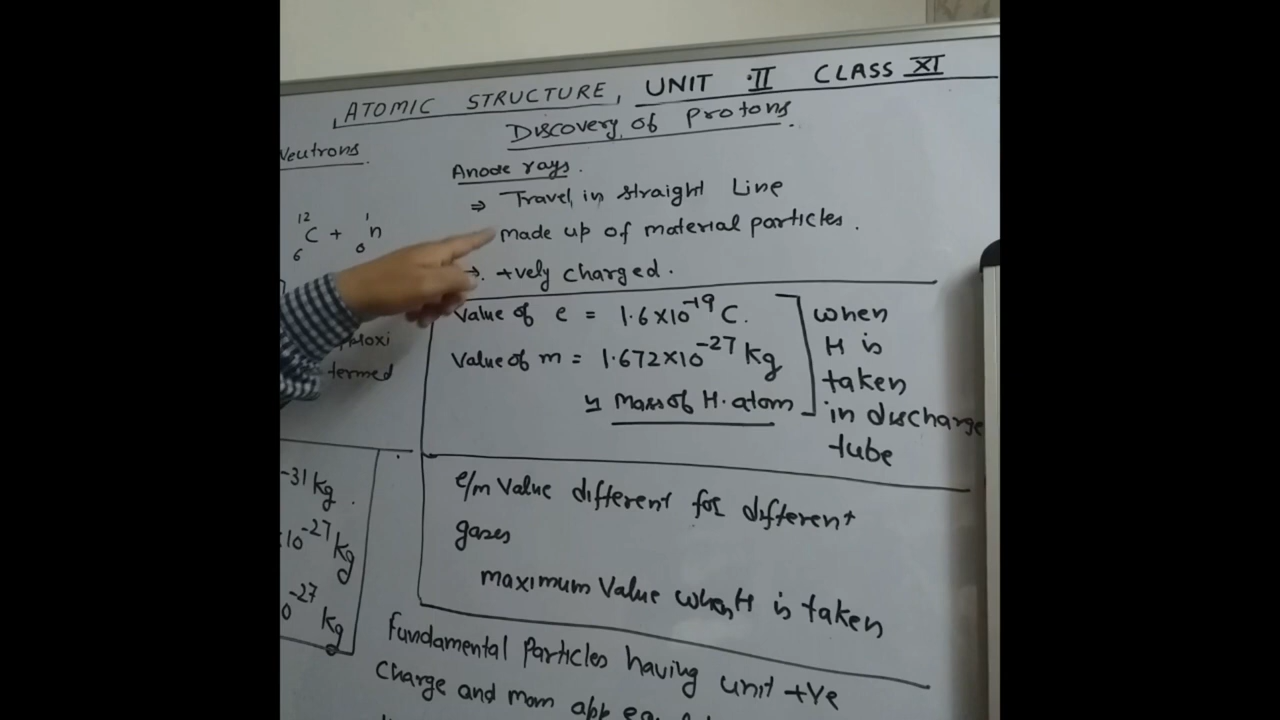 ATOMIC STRUCTURE, UNIT II CLASS XI
Discovery of Protons.
Neutrons.
Anode rays.
⇒ Travel in straight Line
made up of material particles.
→ +vely charged.
12 6 C + 1 0 n
Value of e = 1.6×10-19 C.
Value of m = 1.672×10-27 kg
≃ Mass of H. atom
when
H is
taken
in discharge
tube
termed
-31 kg.
10-27 kg
-27 kg
e/m Value different for different
gases
maximum Value when H is taken
Fundamental Particles having unit +ve
Charge and